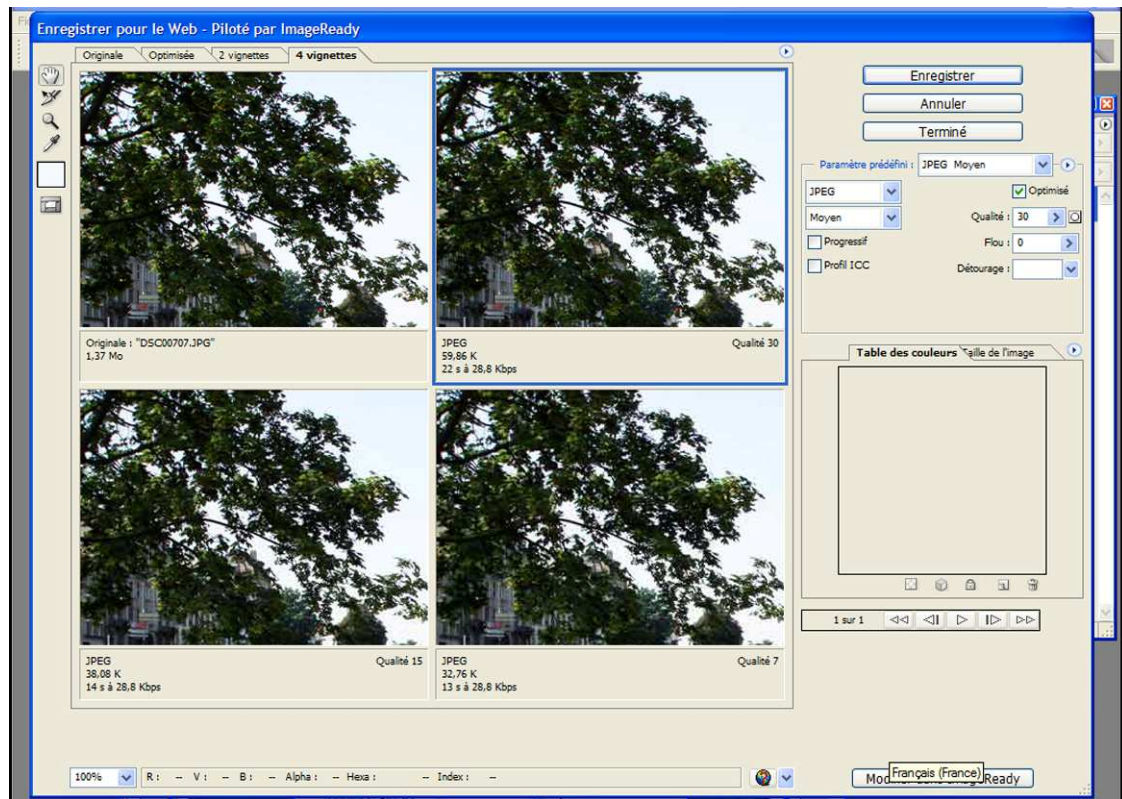 Enregistrer pour le Web - Piloté par ImageReady
Originale Optimisée 2 vignettes 4 vignettes
Originale : "DSC00707.JPG"
1,37 Mo
JPEG Qualité 30
59,86 K
22 s à 28,8 Kbps
JPEG Qualité 15
38,08 K
14 s à 28,8 Kbps
JPEG Qualité 7
32,76 K
13 s à 28,8 Kbps
Enregistrer
Annuler
Terminé
Paramètre prédéfini : JPEG Moyen
JPEG Optimisé
Moyen Qualité : 30
Progressif Flou : 0
Profil ICC Détourage :
Table des couleurs Taille de l'image
1 sur 1
100% R : -- V : -- B : -- Alpha : -- Hexa : -- Index : --
Français (France)
Ready